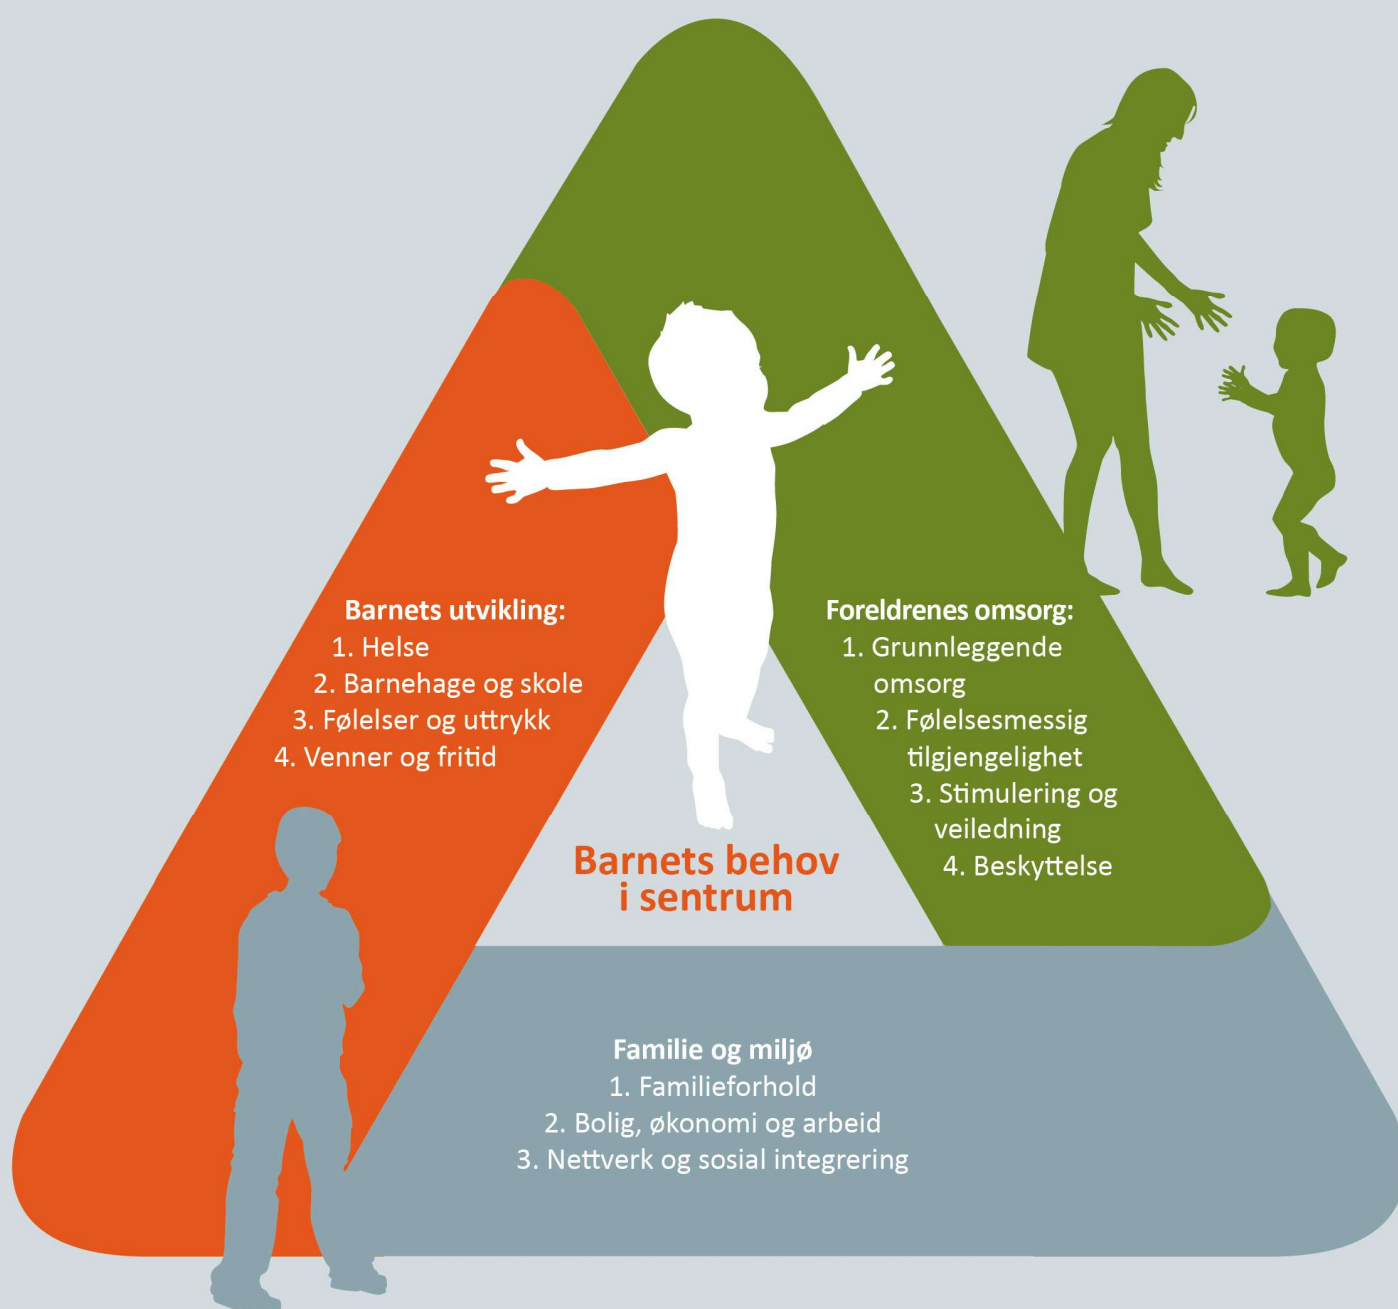 Barnets utvikling:
1. Helse
2. Barnehage og skole
3. Følelser og uttrykk
4. Venner og fritid
Foreldrenes omsorg:
1. Grunnleggende
omsorg
2. Følelsesmessig
tilgjengelighet
3. Stimulering og
veiledning
4. Beskyttelse
Barnets behov
i sentrum
Familie og miljø
1. Familieforhold
2. Bolig, økonomi og arbeid
3. Nettverk og sosial integrering